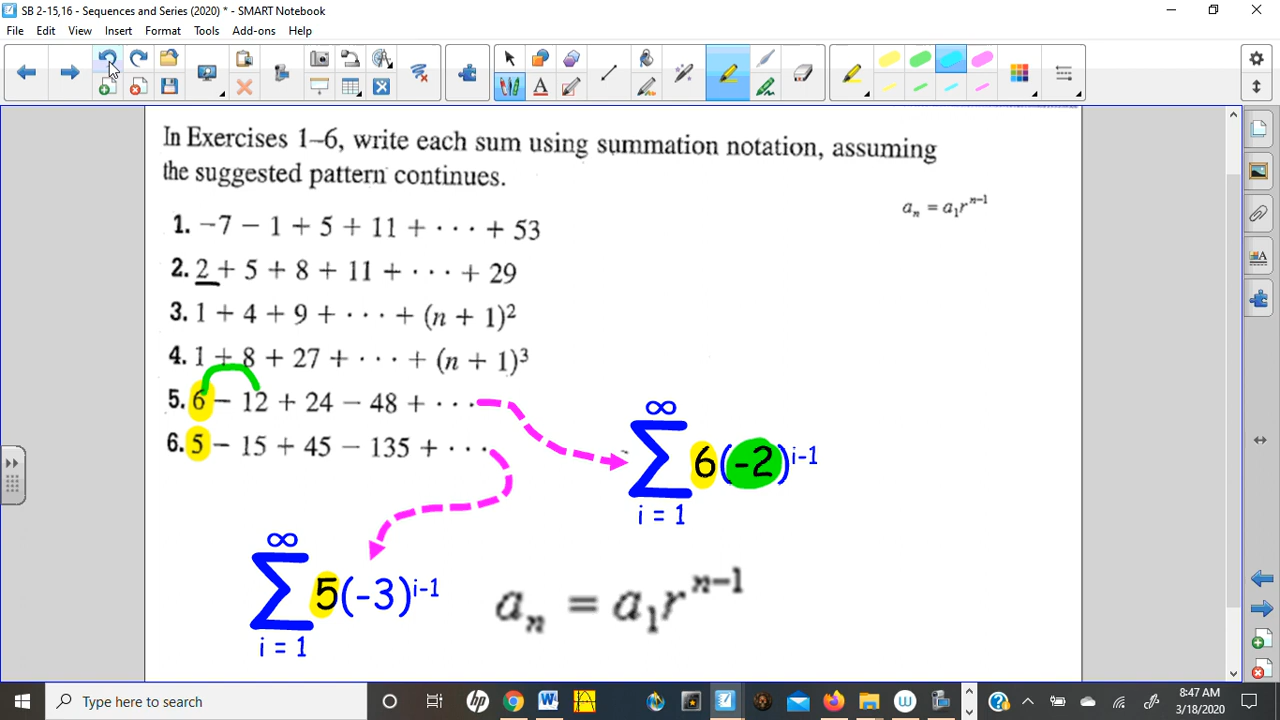 SB 2-15,16 - Sequences and Series (2020) * - SMART Notebook
File Edit View Insert Format Tools Add-ons Help
In Exercises 1–6, write each sum using summation notation, assuming
the suggested pattern continues.
aₙ = a₁rⁿ⁻¹
1. −7 − 1 + 5 + 11 + · · · + 53
2. 2 + 5 + 8 + 11 + · · · + 29
3. 1 + 4 + 9 + · · · + (n + 1)²
4. 1 + 8 + 27 + · · · + (n + 1)³
5. 6 − 12 + 24 − 48 + · · ·
6. 5 − 15 + 45 − 135 + · · ·
∞
∑ 6(-2)ⁱ⁻¹
i = 1
∞
∑ 5(-3)ⁱ⁻¹
i = 1
aₙ = a₁rⁿ⁻¹
Type here to search
8:47 AM
3/18/2020